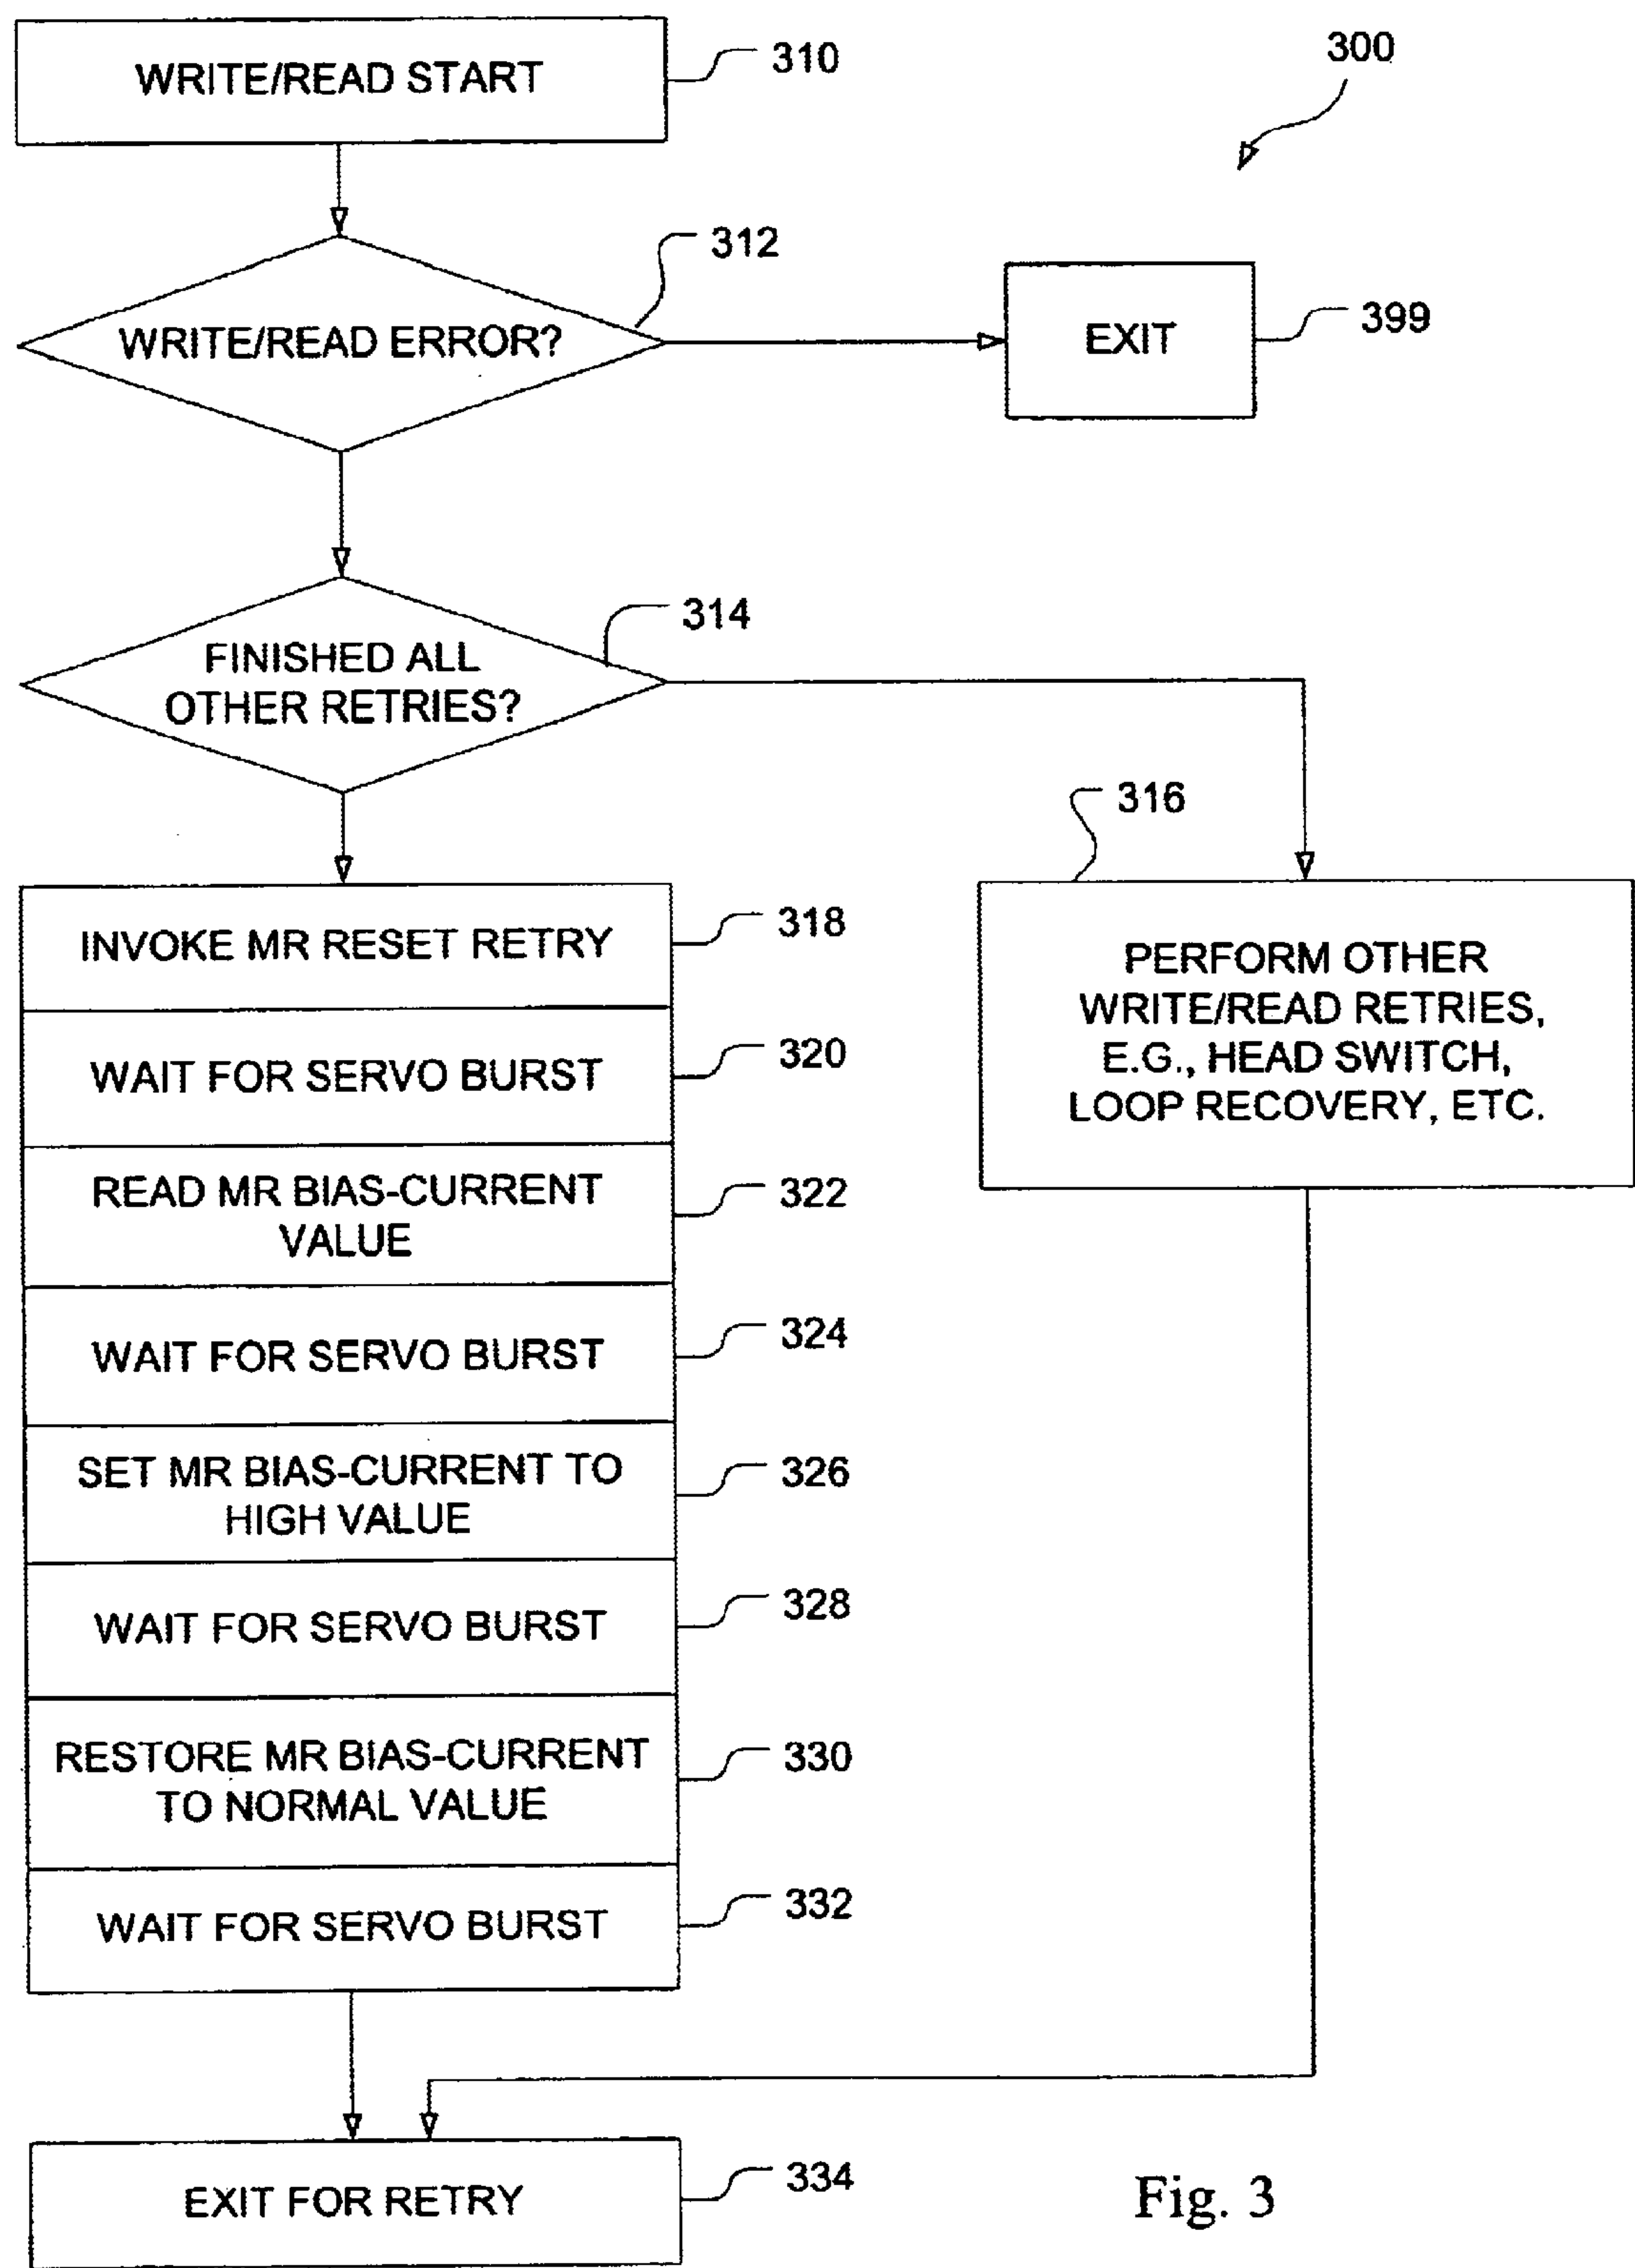 WRITE/READ START
310
300
312
WRITE/READ ERROR?
EXIT
399
314
FINISHED ALL
OTHER RETRIES?
316
PERFORM OTHER
WRITE/READ RETRIES,
E.G., HEAD SWITCH,
LOOP RECOVERY, ETC.
INVOKE MR RESET RETRY
318
WAIT FOR SERVO BURST
320
READ MR BIAS-CURRENT
VALUE
322
WAIT FOR SERVO BURST
324
SET MR BIAS-CURRENT TO
HIGH VALUE
326
WAIT FOR SERVO BURST
328
RESTORE MR BIAS-CURRENT
TO NORMAL VALUE
330
WAIT FOR SERVO BURST
332
EXIT FOR RETRY
334
Fig. 3